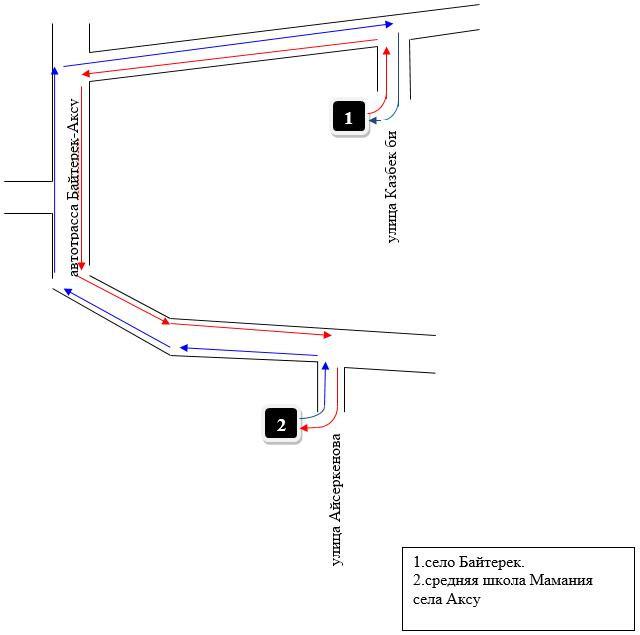 автотрасса Байтерек-Аксу
1
улица Казбек би
2
улица Айсеркенова
1.село Байтерек.
2.средняя школа Мамания
села Аксу